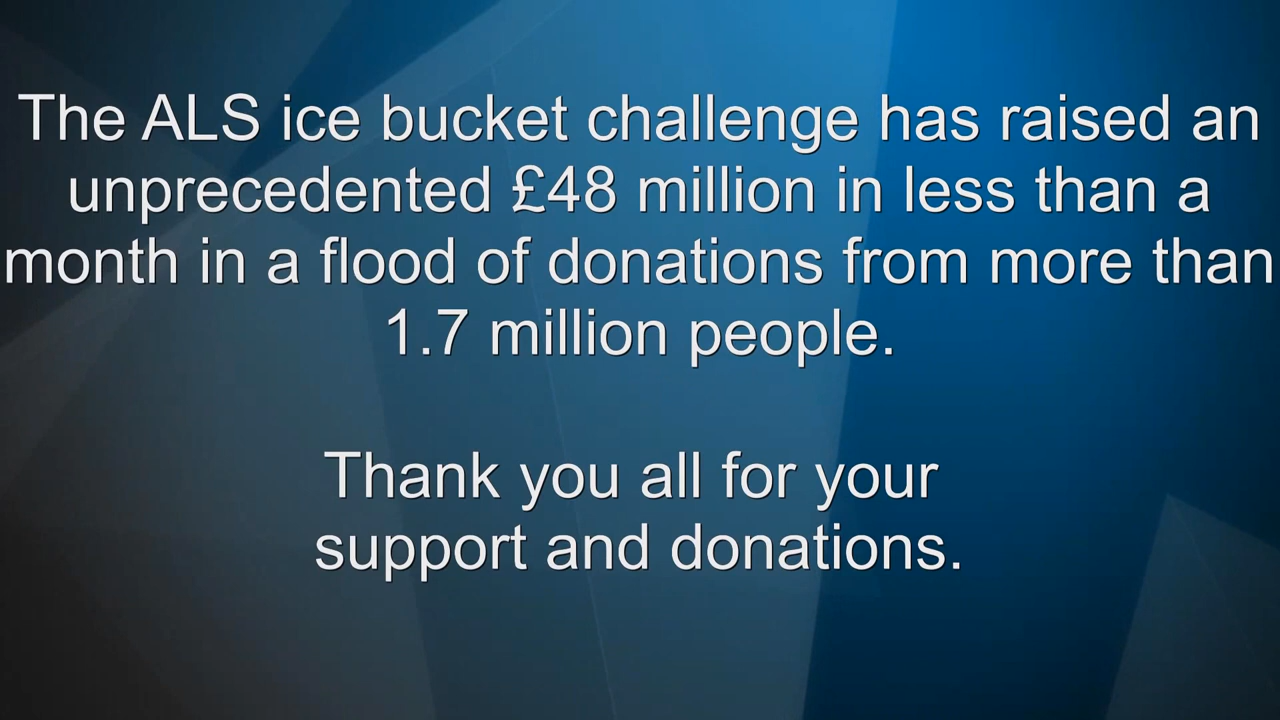 The ALS ice bucket challenge has raised an
unprecedented £48 million in less than a
month in a flood of donations from more than
1.7 million people.
Thank you all for your
support and donations.